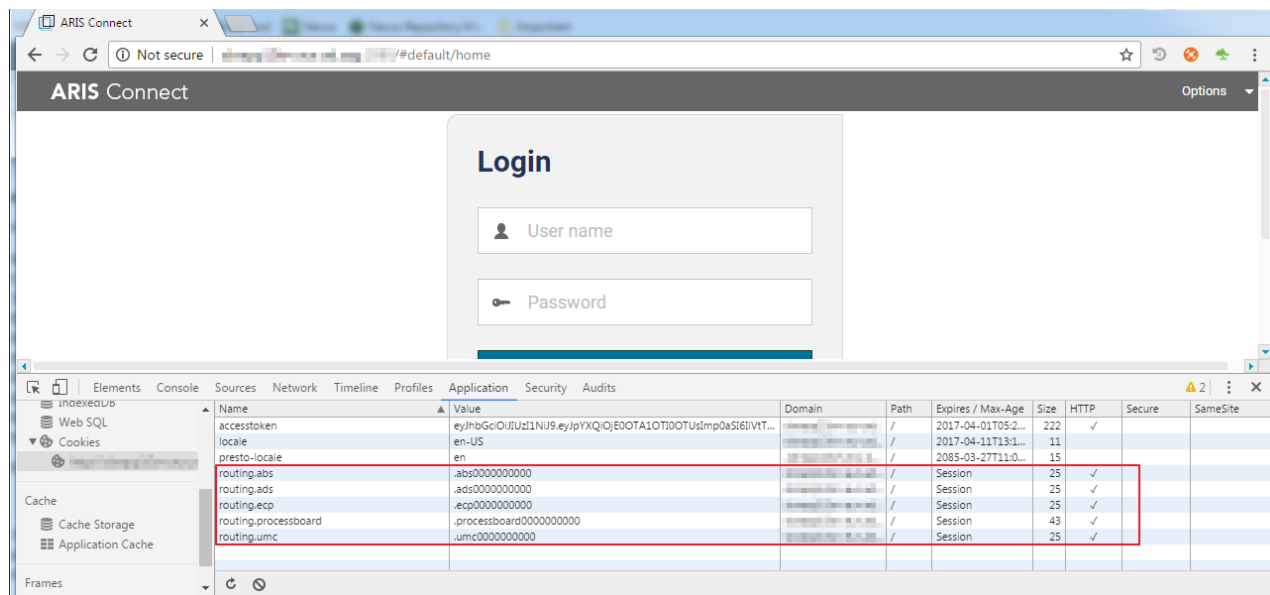 ARIS Connect
Not secure /#default/home
ARIS Connect Options
Login
User name
Password
Elements Console Sources Network Timeline Profiles Application Security Audits 2
IndexedDB
Web SQL
Cookies
Cache
Cache Storage
Application Cache
Frames
Name Value Domain Path Expires / Max-Age Size HTTP Secure SameSite
accesstoken / 2017-04-01T05:2... 222 ✓
locale en-US / 2017-04-11T13:1... 11
presto-locale en / 2085-03-27T11:0... 15
routing.abs .abs0000000000 / Session 25 ✓
routing.ads .ads0000000000 / Session 25 ✓
routing.ecp .ecp0000000000 / Session 25 ✓
routing.processboard .processboard0000000000 / Session 43 ✓
routing.umc .umc0000000000 / Session 25 ✓